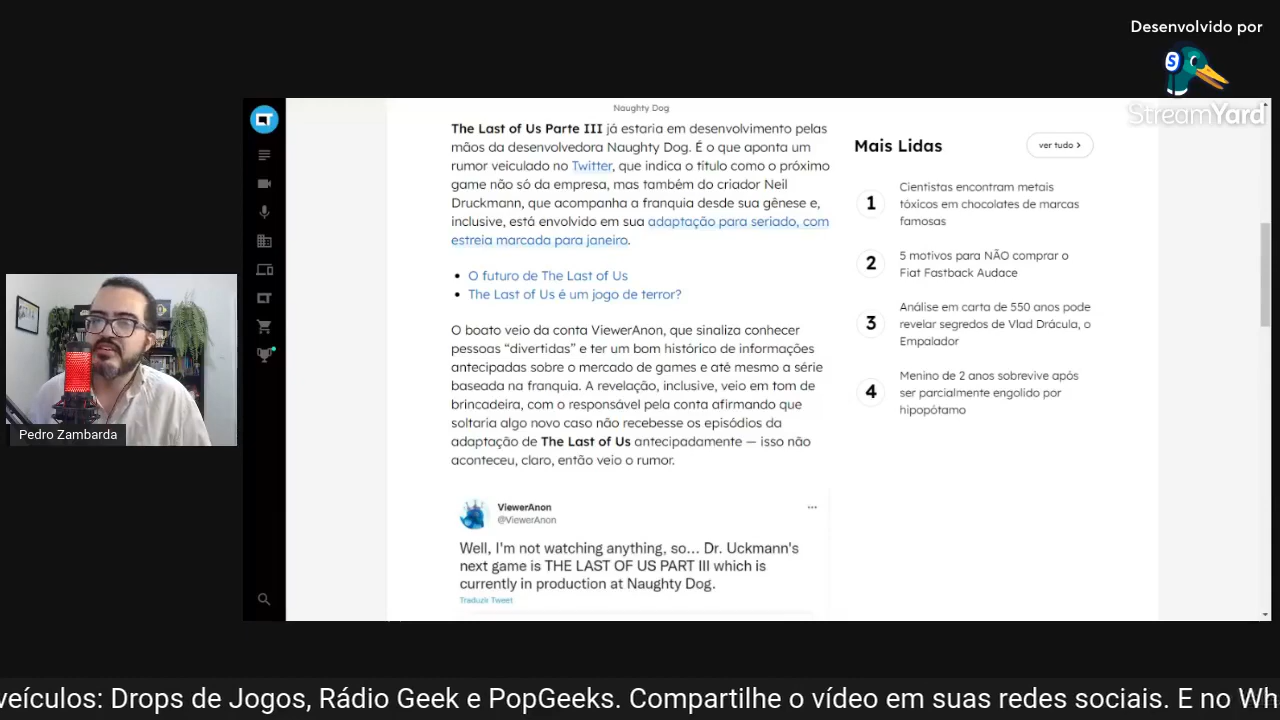 Desenvolvido por
StreamYard
Naughty Dog
The Last of Us Parte III já estaria em desenvolvimento pelas
mãos da desenvolvedora Naughty Dog. É o que aponta um
rumor veiculado no Twitter, que indica o título como o próximo
game não só da empresa, mas também do criador Neil
Druckmann, que acompanha a franquia desde sua gênese e,
inclusive, está envolvido em sua adaptação para seriado, com
estreia marcada para janeiro.
• O futuro de The Last of Us
• The Last of Us é um jogo de terror?
O boato veio da conta ViewerAnon, que sinaliza conhecer
pessoas “divertidas” e ter um bom histórico de informações
antecipadas sobre o mercado de games e até mesmo a série
baseada na franquia. A revelação, inclusive, veio em tom de
brincadeira, com o responsável pela conta afirmando que
soltaria algo novo caso não recebesse os episódios da
adaptação de The Last of Us antecipadamente — isso não
aconteceu, claro, então veio o rumor.
ViewerAnon
@ViewerAnon
Well, I'm not watching anything, so... Dr. Uckmann's
next game is THE LAST OF US PART III which is
currently in production at Naughty Dog.
Traduzir Tweet
Mais Lidas
ver tudo >
1
Cientistas encontram metais
tóxicos em chocolates de marcas
famosas
2
5 motivos para NÃO comprar o
Fiat Fastback Audace
3
Análise em carta de 550 anos pode
revelar segredos de Vlad Drácula, o
Empalador
4
Menino de 2 anos sobrevive após
ser parcialmente engolido por
hipopótamo
Pedro Zambarda
veículos: Drops de Jogos, Rádio Geek e PopGeeks. Compartilhe o vídeo em suas redes sociais. E no Wh